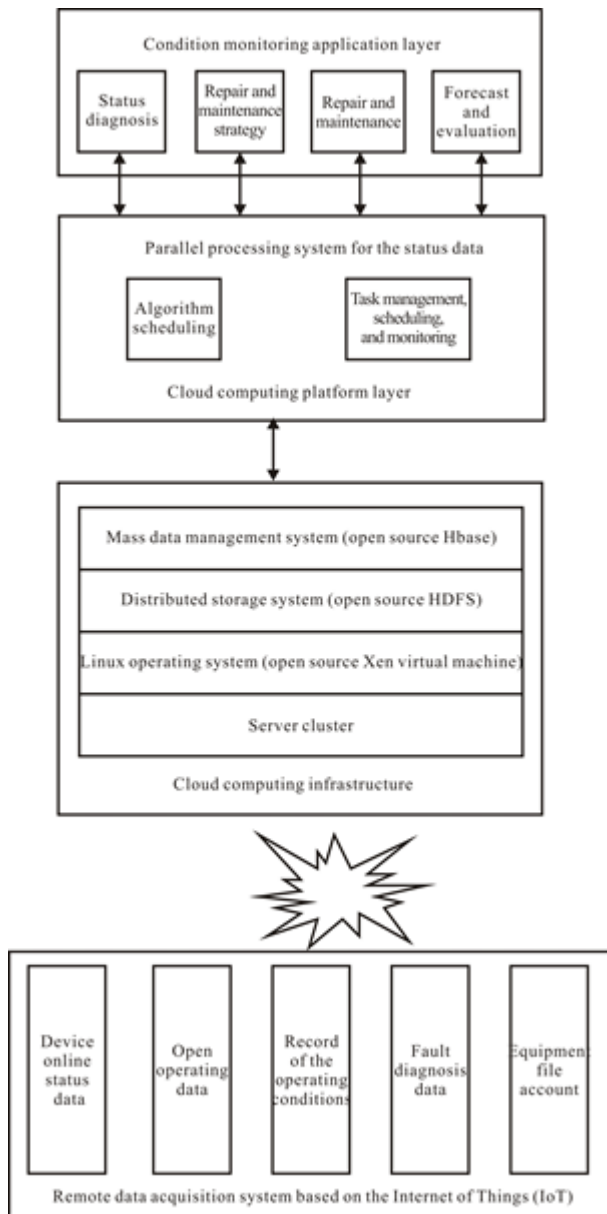 Condition monitoring application layer
Status
diagnosis
Repair and
maintenance
strategy
Repair and
maintenance
Forecast
and
evaluation
Parallel processing system for the status data
Algorithm
scheduling
Task management,
scheduling,
and monitoring
Cloud computing platform layer
Mass data management system (open source Hbase)
Distributed storage system (open source HDFS)
Linux operating system (open source Xen virtual machine)
Server cluster
Cloud computing infrastructure
Device
online
status
data
Open
operating
data
Record
of the
operating
conditions
Fault
diagnosis
data
Equipment
file
account
Remote data acquisition system based on the Internet of Things (IoT)